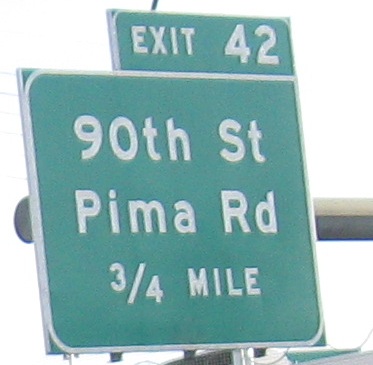 EXIT 42
90th St
Pima Rd
3/4 MILE